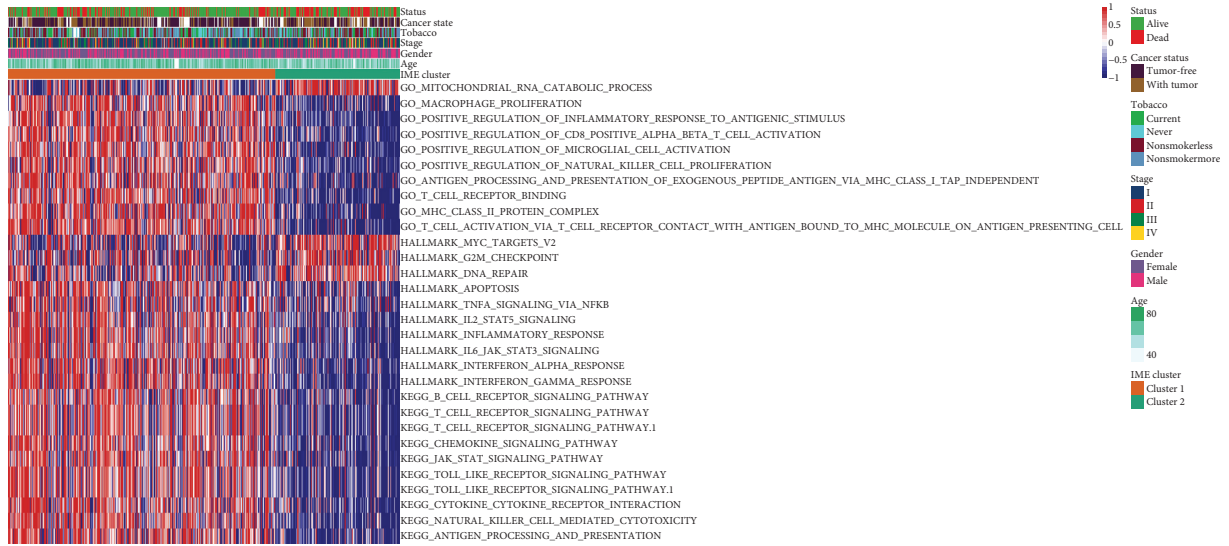 Status
Cancer state
Tobacco
Stage
Gender
Age
IME cluster
GO_MITOCHONDRIAL_RNA_CATABOLIC_PROCESS
GO_MACROPHAGE_PROLIFERATION
GO_POSITIVE_REGULATION_OF_INFLAMMATORY_RESPONSE_TO_ANTIGENIC_STIMULUS
GO_POSITIVE_REGULATION_OF_CD8_POSITIVE_ALPHA_BETA_T_CELL_ACTIVATION
GO_POSITIVE_REGULATION_OF_MICROGLIAL_CELL_ACTIVATION
GO_POSITIVE_REGULATION_OF_NATURAL_KILLER_CELL_PROLIFERATION
GO_ANTIGEN_PROCESSING_AND_PRESENTATION_OF_EXOGENOUS_PEPTIDE_ANTIGEN_VIA_MHC_CLASS_I_TAP_INDEPENDENT
GO_T_CELL_RECEPTOR_BINDING
GO_MHC_CLASS_II_PROTEIN_COMPLEX
GO_T_CELL_ACTIVATION_VIA_T_CELL_RECEPTOR_CONTACT_WITH_ANTIGEN_BOUND_TO_MHC_MOLECULE_ON_ANTIGEN_PRESENTING_CELL
HALLMARK_MYC_TARGETS_V2
HALLMARK_G2M_CHECKPOINT
HALLMARK_DNA_REPAIR
HALLMARK_APOPTOSIS
HALLMARK_TNFA_SIGNALING_VIA_NFKB
HALLMARK_IL2_STAT5_SIGNALING
HALLMARK_INFLAMMATORY_RESPONSE
HALLMARK_IL6_JAK_STAT3_SIGNALING
HALLMARK_INTERFERON_ALPHA_RESPONSE
HALLMARK_INTERFERON_GAMMA_RESPONSE
KEGG_B_CELL_RECEPTOR_SIGNALING_PATHWAY
KEGG_T_CELL_RECEPTOR_SIGNALING_PATHWAY
KEGG_T_CELL_RECEPTOR_SIGNALING_PATHWAY.1
KEGG_CHEMOKINE_SIGNALING_PATHWAY
KEGG_JAK_STAT_SIGNALING_PATHWAY
KEGG_TOLL_LIKE_RECEPTOR_SIGNALING_PATHWAY
KEGG_TOLL_LIKE_RECEPTOR_SIGNALING_PATHWAY.1
KEGG_CYTOKINE_CYTOKINE_RECEPTOR_INTERACTION
KEGG_NATURAL_KILLER_CELL_MEDIATED_CYTOTOXICITY
KEGG_ANTIGEN_PROCESSING_AND_PRESENTATION
1
0.5
0
−0.5
−1
Status
Alive
Dead
Cancer status
Tumor-free
With tumor
Tobacco
Current
Never
Nonsmokerless
Nonsmokermore
Stage
I
II
III
IV
Gender
Female
Male
Age
80
40
IME cluster
Cluster 1
Cluster 2